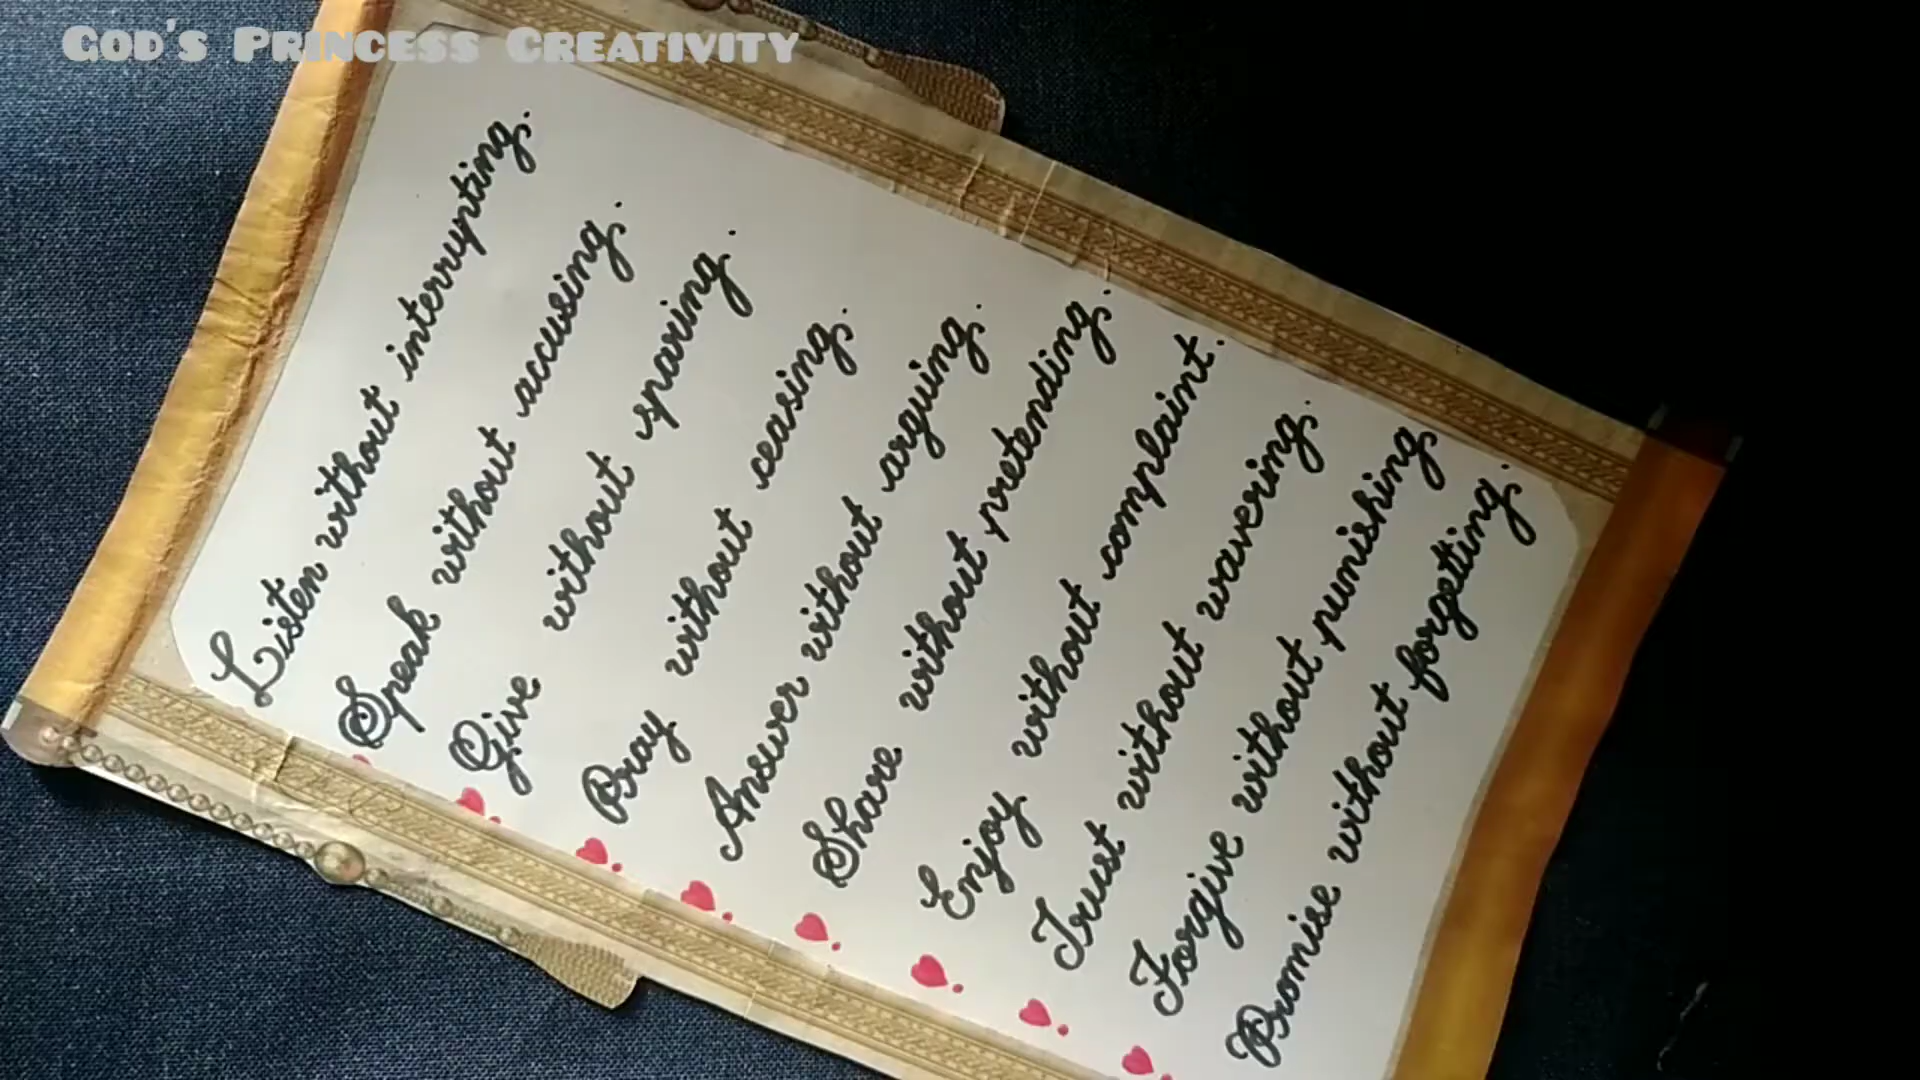 God's Princess Creativity
Listen without interrupting.
Speak without accusing.
Give without sparing.
Pray without ceasing.
Answer without arguing.
Share without pretending.
Enjoy without complaint.
Trust without wavering.
Forgive without punishing.
Promise without forgetting.